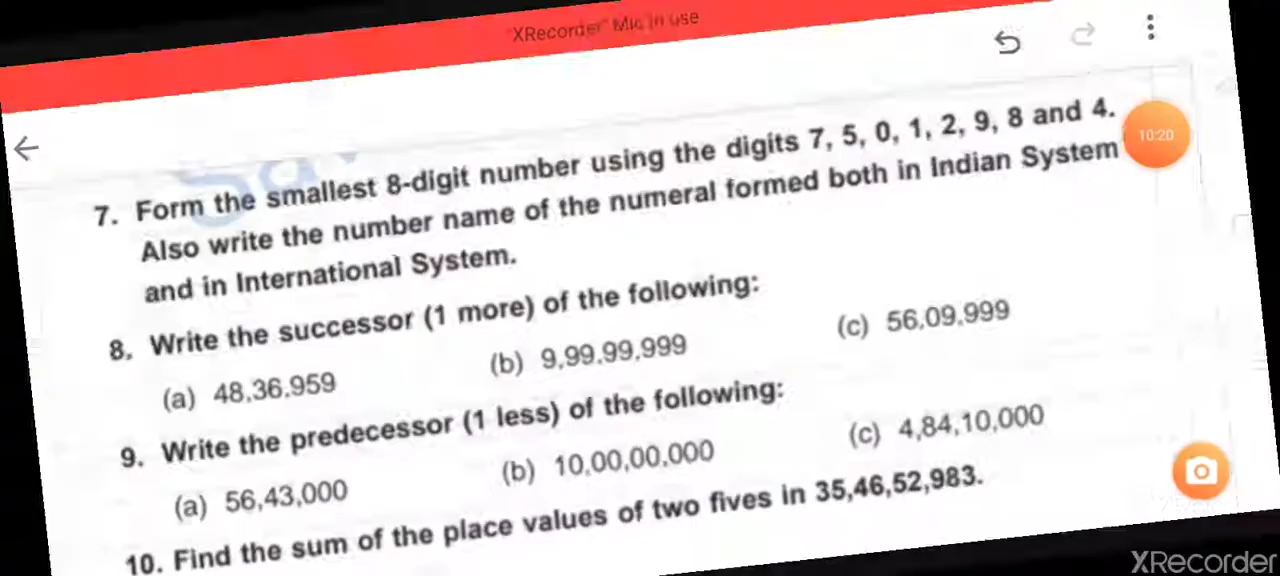 "XRecorder" Mic in use
10:20
7. Form the smallest 8-digit number using the digits 7, 5, 0, 1, 2, 9, 8 and 4.
Also write the number name of the numeral formed both in Indian System
and in International System.
8. Write the successor (1 more) of the following:
(a) 48,36,959 (b) 9,99,99,999 (c) 56,09,999
9. Write the predecessor (1 less) of the following:
(a) 56,43,000 (b) 10,00,00,000 (c) 4,84,10,000
10. Find the sum of the place values of two fives in 35,46,52,983.
XRecorder